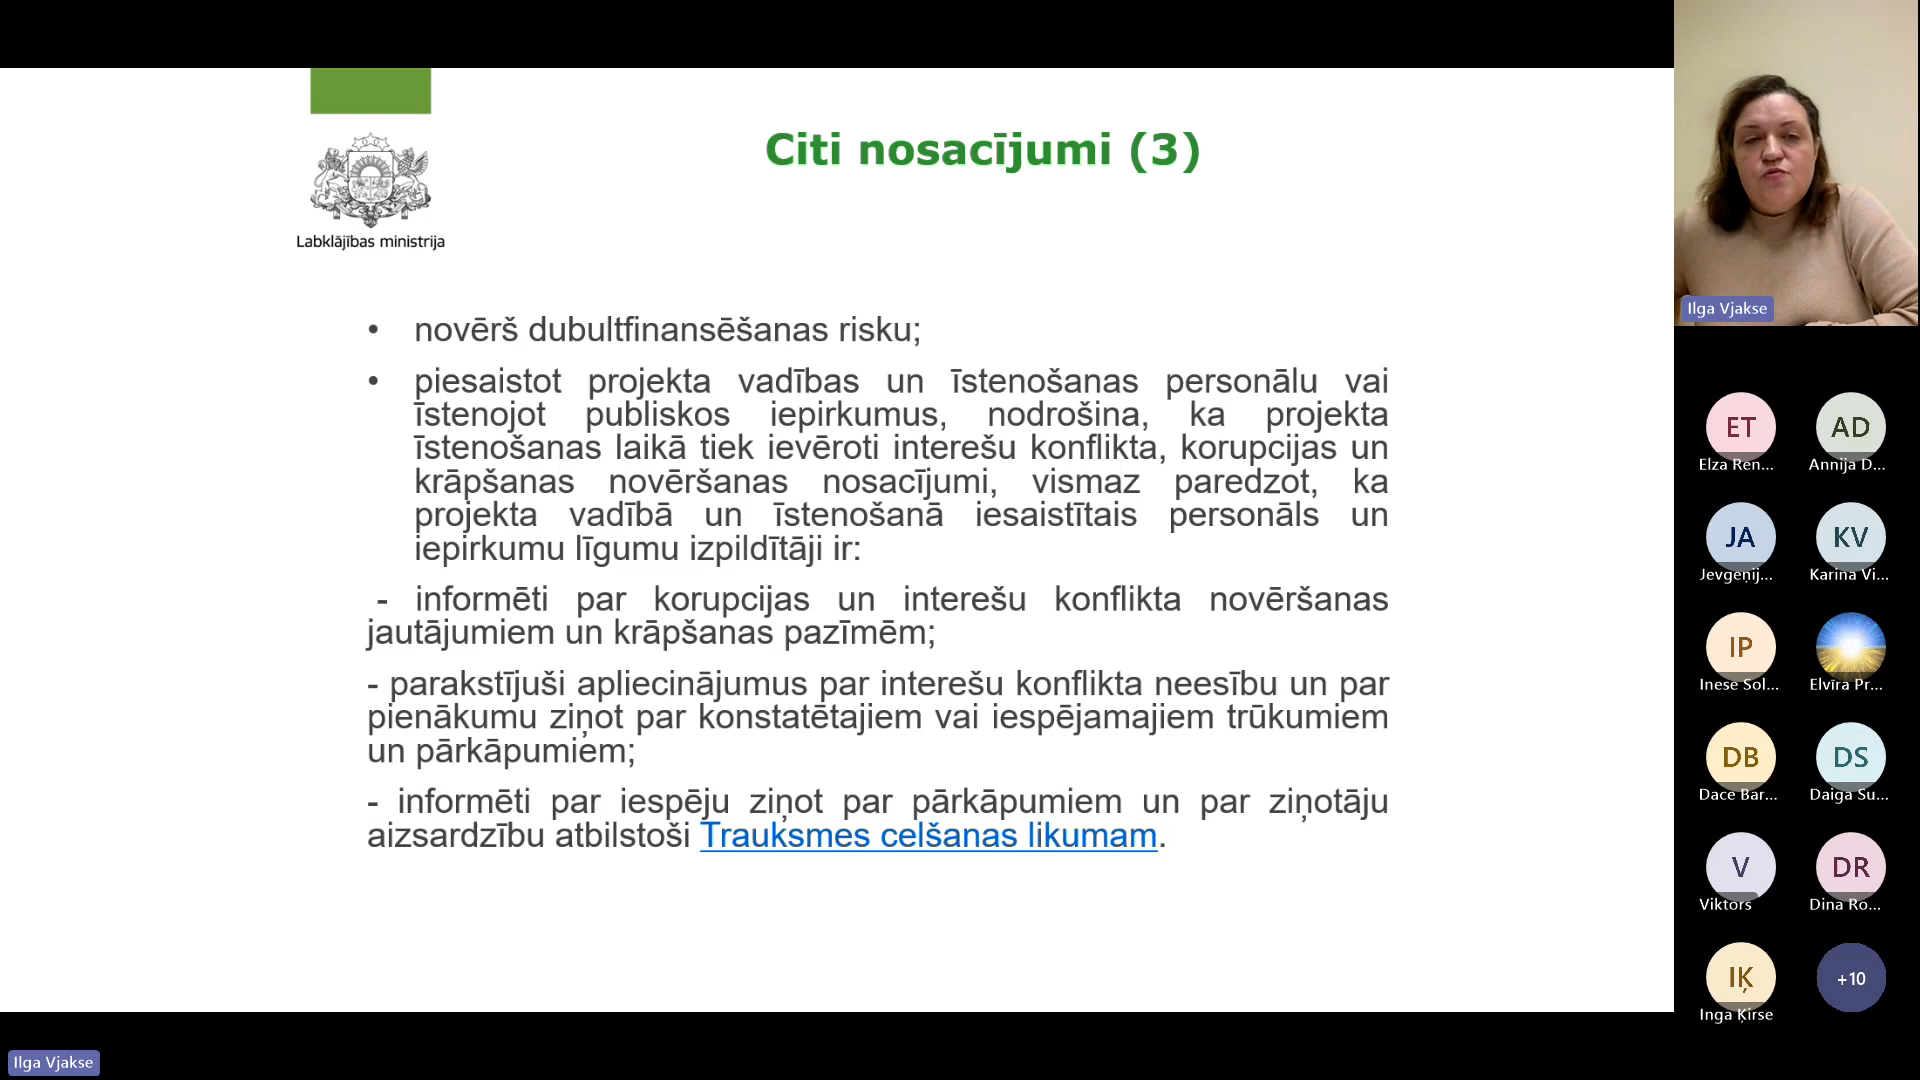 Citi nosacījumi (3)
Labklājības ministrija
• novērš dubultfinansēšanas risku;
• piesaistot projekta vadības un īstenošanas personālu vai
īstenojot publiskos iepirkumus, nodrošina, ka projekta
īstenošanas laikā tiek ievēroti interešu konflikta, korupcijas un
krāpšanas novēršanas nosacījumi, vismaz paredzot, ka
projekta vadībā un īstenošanā iesaistītais personāls un
iepirkumu līgumu izpildītāji ir:
- informēti par korupcijas un interešu konflikta novēršanas
jautājumiem un krāpšanas pazīmēm;
- parakstījuši apliecinājumus par interešu konflikta neesību un par
pienākumu ziņot par konstatētajiem vai iespējamajiem trūkumiem
un pārkāpumiem;
- informēti par iespēju ziņot par pārkāpumiem un par ziņotāju
aizsardzību atbilstoši Trauksmes celšanas likumam.
Ilga Vjakse
ET
Elza Ren...
AD
Annija D...
JA
Jevgeņij...
KV
Karina Vi...
IP
Inese Sol...
Elvīra Pr...
DB
Dace Bar...
DS
Daiga Su...
V
Viktors
DR
Dina Ro...
IĶ
Inga Ķirse
+10
Ilga Vjakse